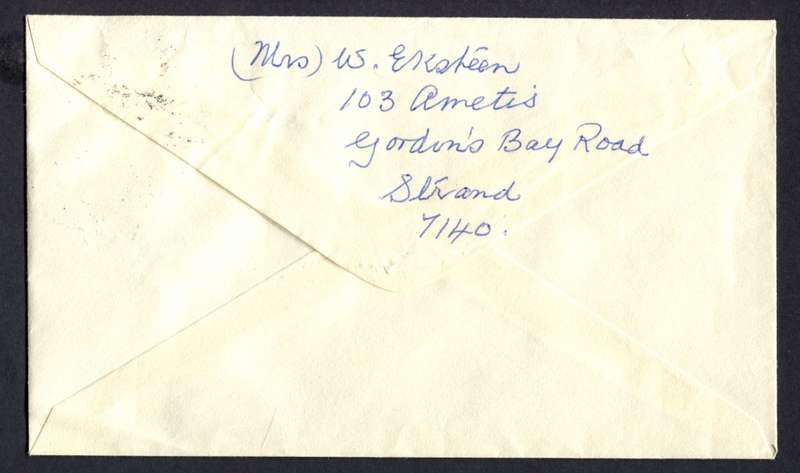 (Mrs) W. Eksteen
103 Ametis
Gordon's Bay Road
Strand
7140.